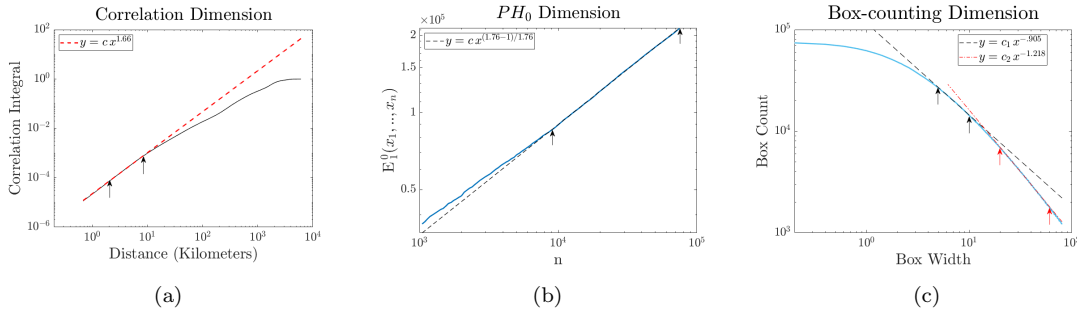 Correlation Dimension
10^2
10^0
10^-2
10^-4
10^-6
Correlation Integral
y = c x^1.66
10^0
10^1
10^2
10^3
10^4
Distance (Kilometers)
(a)
PH_0 Dimension
×10^5
2
1.5
1
0.5
E_1^0(x_1,..,x_n)
y = c x^(1.76−1)/1.76
10^3
10^4
10^5
n
(b)
Box-counting Dimension
10^5
10^4
10^3
Box Count
y = c_1 x^-.905
y = c_2 x^-1.218
10^0
10^1
10^2
Box Width
(c)